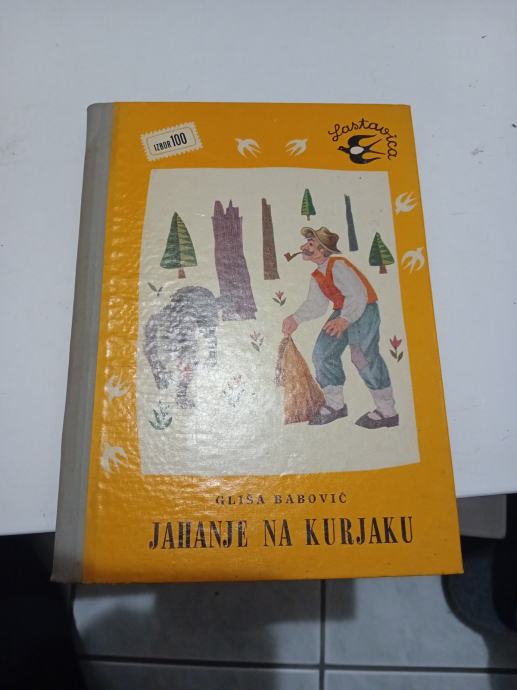 IZBOR 100
Lastavica
GLIŠA BABOVIĆ
JAHANJE NA KURJAKU